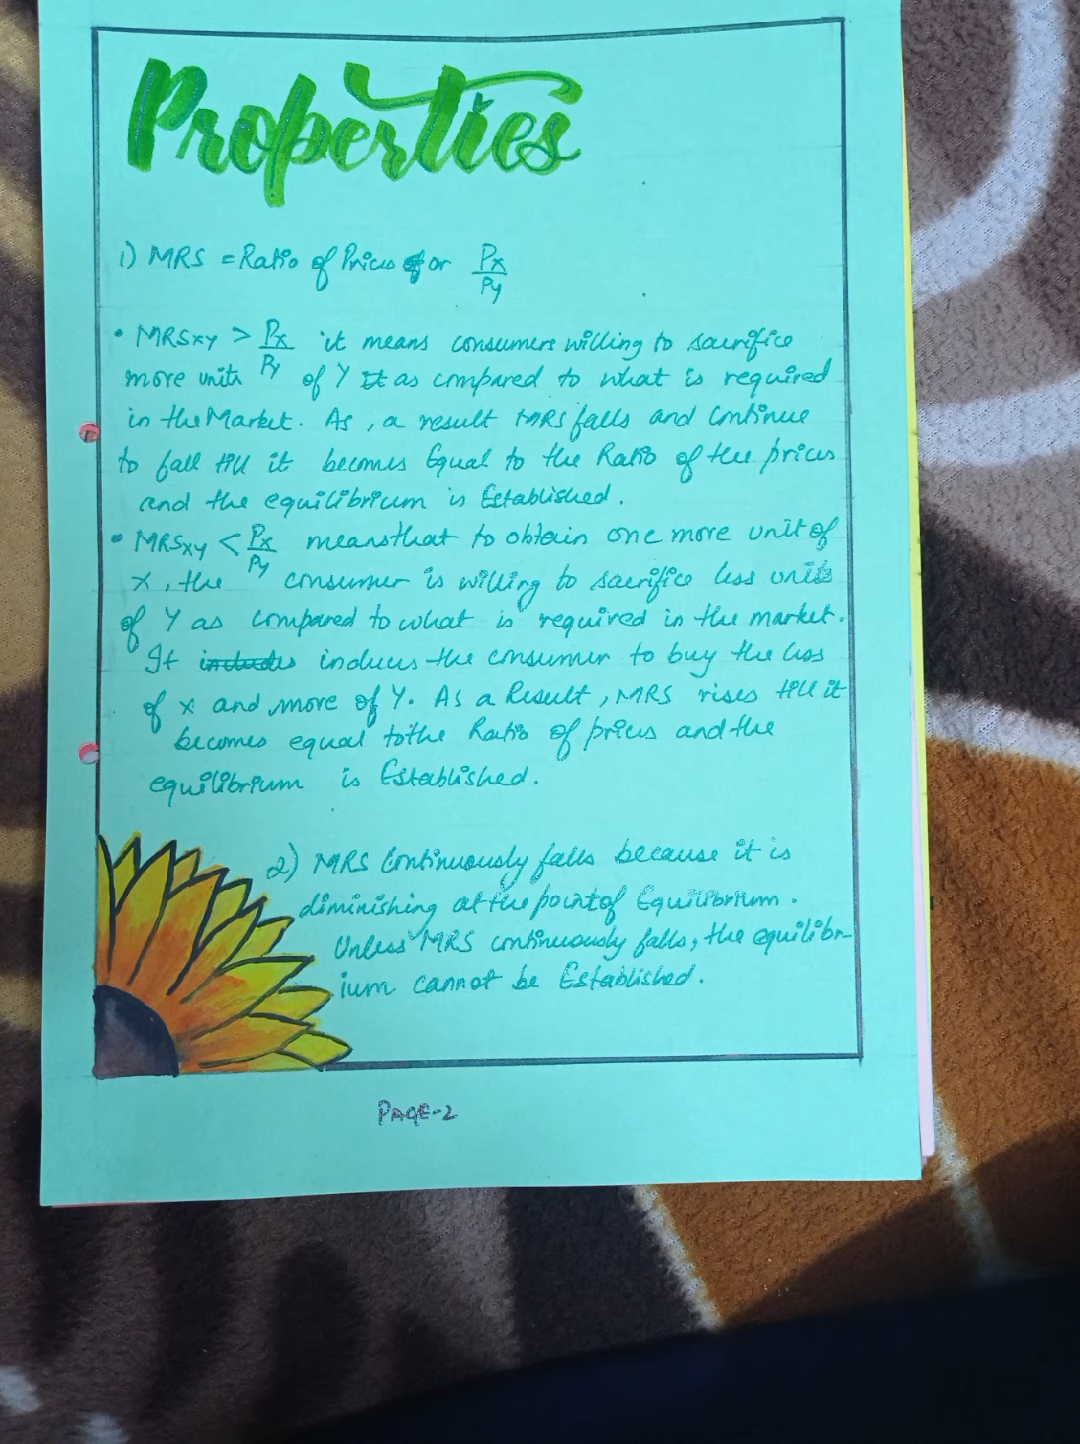 Properties
1) MRS = Ratio of Prices or Px/Py
• MRSxy > Px/Py it means consumers willing to sacrifice
more units of Y as compared to what is required
in the Market. As, a result MRS falls and Continue
to fall till it becomes Equal to the Ratio of the prices
and the equilibrium is Established.
• MRSxy < Px/Py means that to obtain one more unit of
x, the consumer is willing to sacrifice less units
of Y as compared to what is required in the market.
It induces the consumer to buy the less
of x and more of Y. As a Result, MRS rises till it
becomes equal to the Ratio of prices and the
equilibrium is Established.
2) MRS Continuously falls because it is
diminishing at the point of Equilibrium.
Unless MRS continuously falls, the equilibr-
ium cannot be Established.
PAGE-2